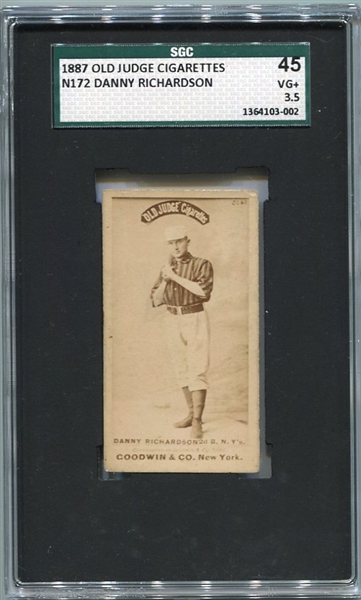 SGC
1887 OLD JUDGE CIGARETTES 45
N172 DANNY RICHARDSON VG+
3.5
1364103-002
OLD JUDGE Cigarettes
DANNY RICHARDSON 2d B. N. Y's.
GOODWIN & CO. New York.